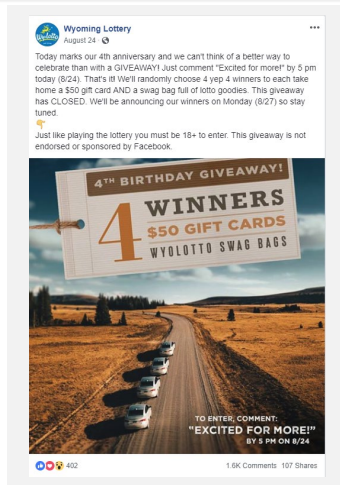 Wyoming Lottery
August 24 ·
Today marks our 4th anniversary and we can't think of a better way to
celebrate than with a GIVEAWAY! Just comment "Excited for more!" by 5 pm
today (8/24). That's it! We'll randomly choose 4 yep 4 winners to each take
home a $50 gift card AND a swag bag full of lotto goodies. This giveaway
has CLOSED. We'll be announcing our winners on Monday (8/27) so stay
tuned.
👇
Just like playing the lottery you must be 18+ to enter. This giveaway is not
endorsed or sponsored by Facebook.
4TH BIRTHDAY GIVEAWAY!
4 WINNERS
$50 GIFT CARDS
WYOLOTTO SWAG BAGS
TO ENTER, COMMENT:
"EXCITED FOR MORE!"
BY 5 PM ON 8/24
402
1.6K Comments 107 Shares